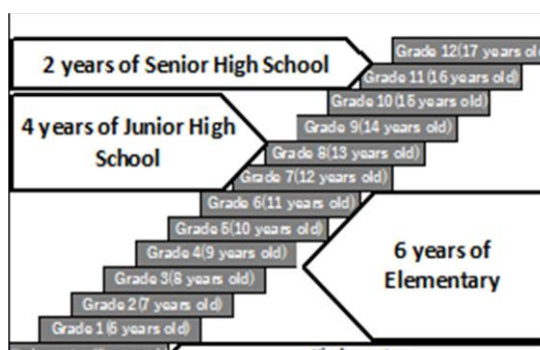 Grade 12(17 years old
2 years of Senior High School
Grade 11(16 years old)
Grade 10(15 years old)
4 years of Junior High
School
Grade 9(14 years old)
Grade 8(13 years old)
Grade 7(12 years old)
Grade 6(11 years old)
Grade 5(10 years old)
Grade 4(9 years old)
6 years of
Elementary
Grade 3(8 years old)
Grade 2(7 years old)
Grade 1(6 years old)